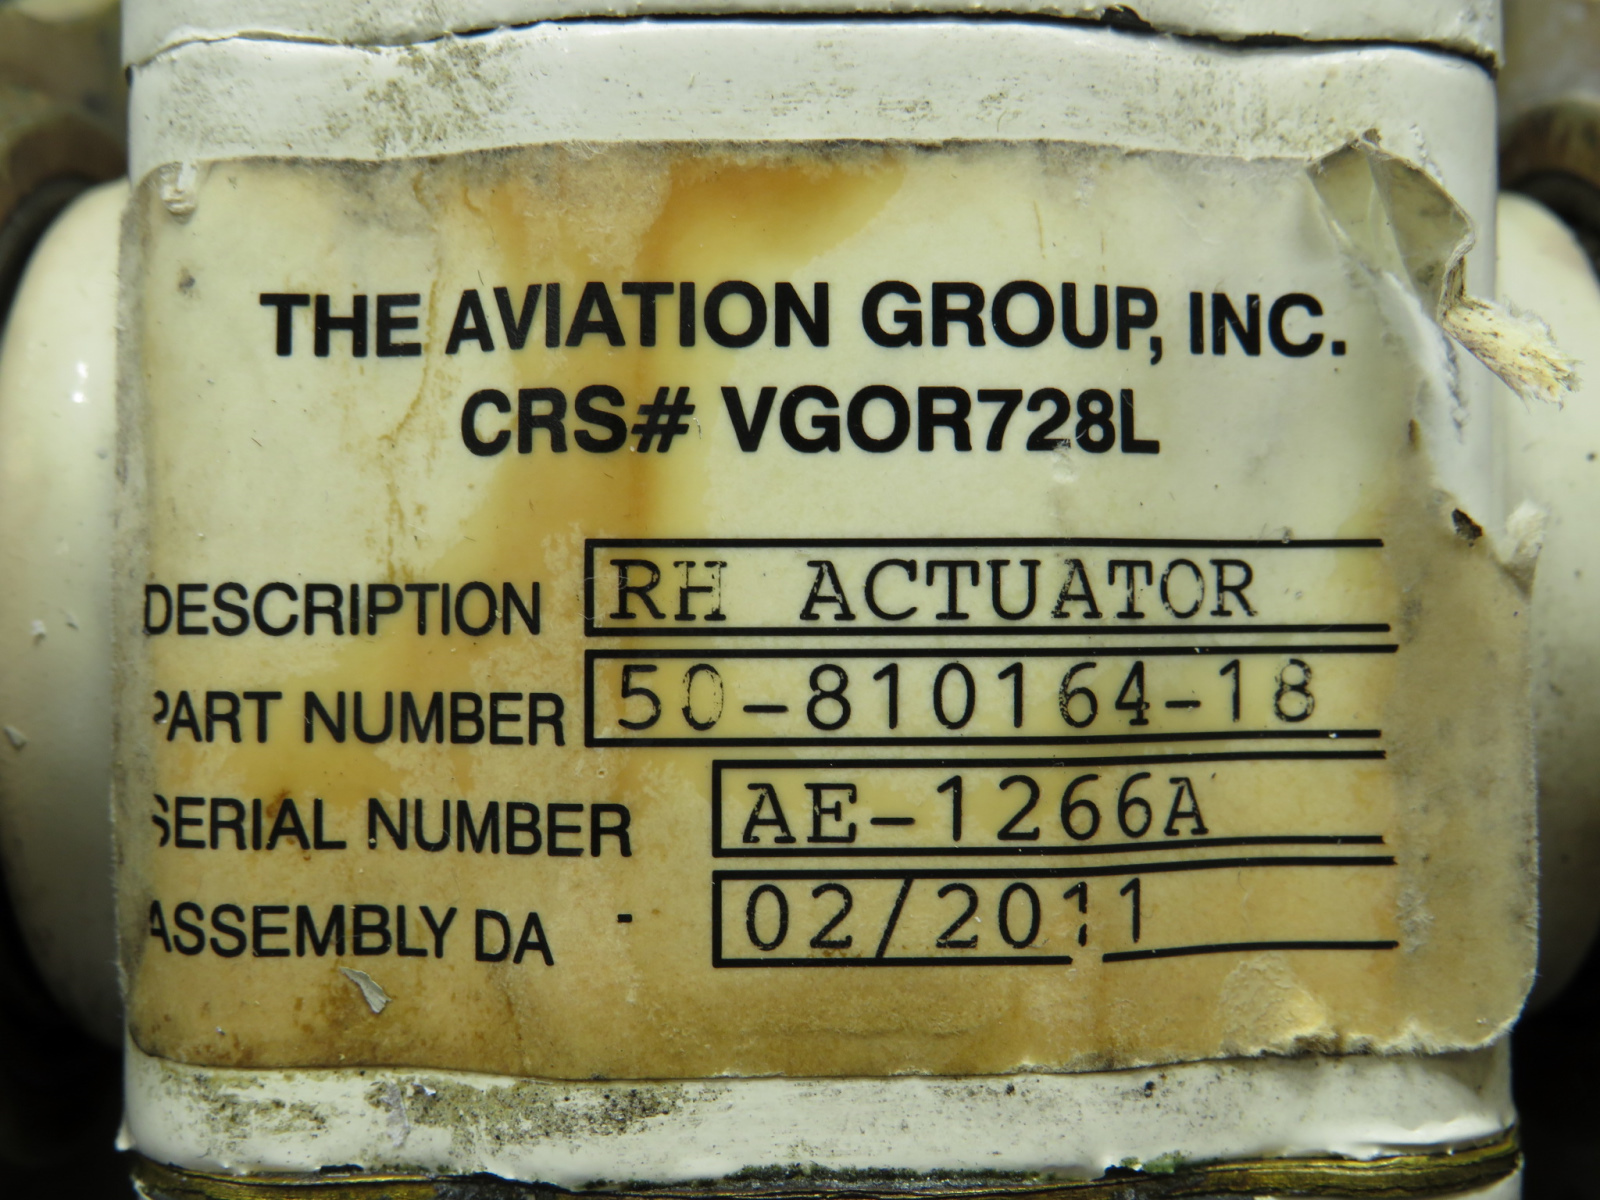 THE AVIATION GROUP, INC.
CRS# VGOR728L
DESCRIPTION RH ACTUATOR
PART NUMBER 50-810164-18
SERIAL NUMBER AE-1266A
ASSEMBLY DA - 02/2011